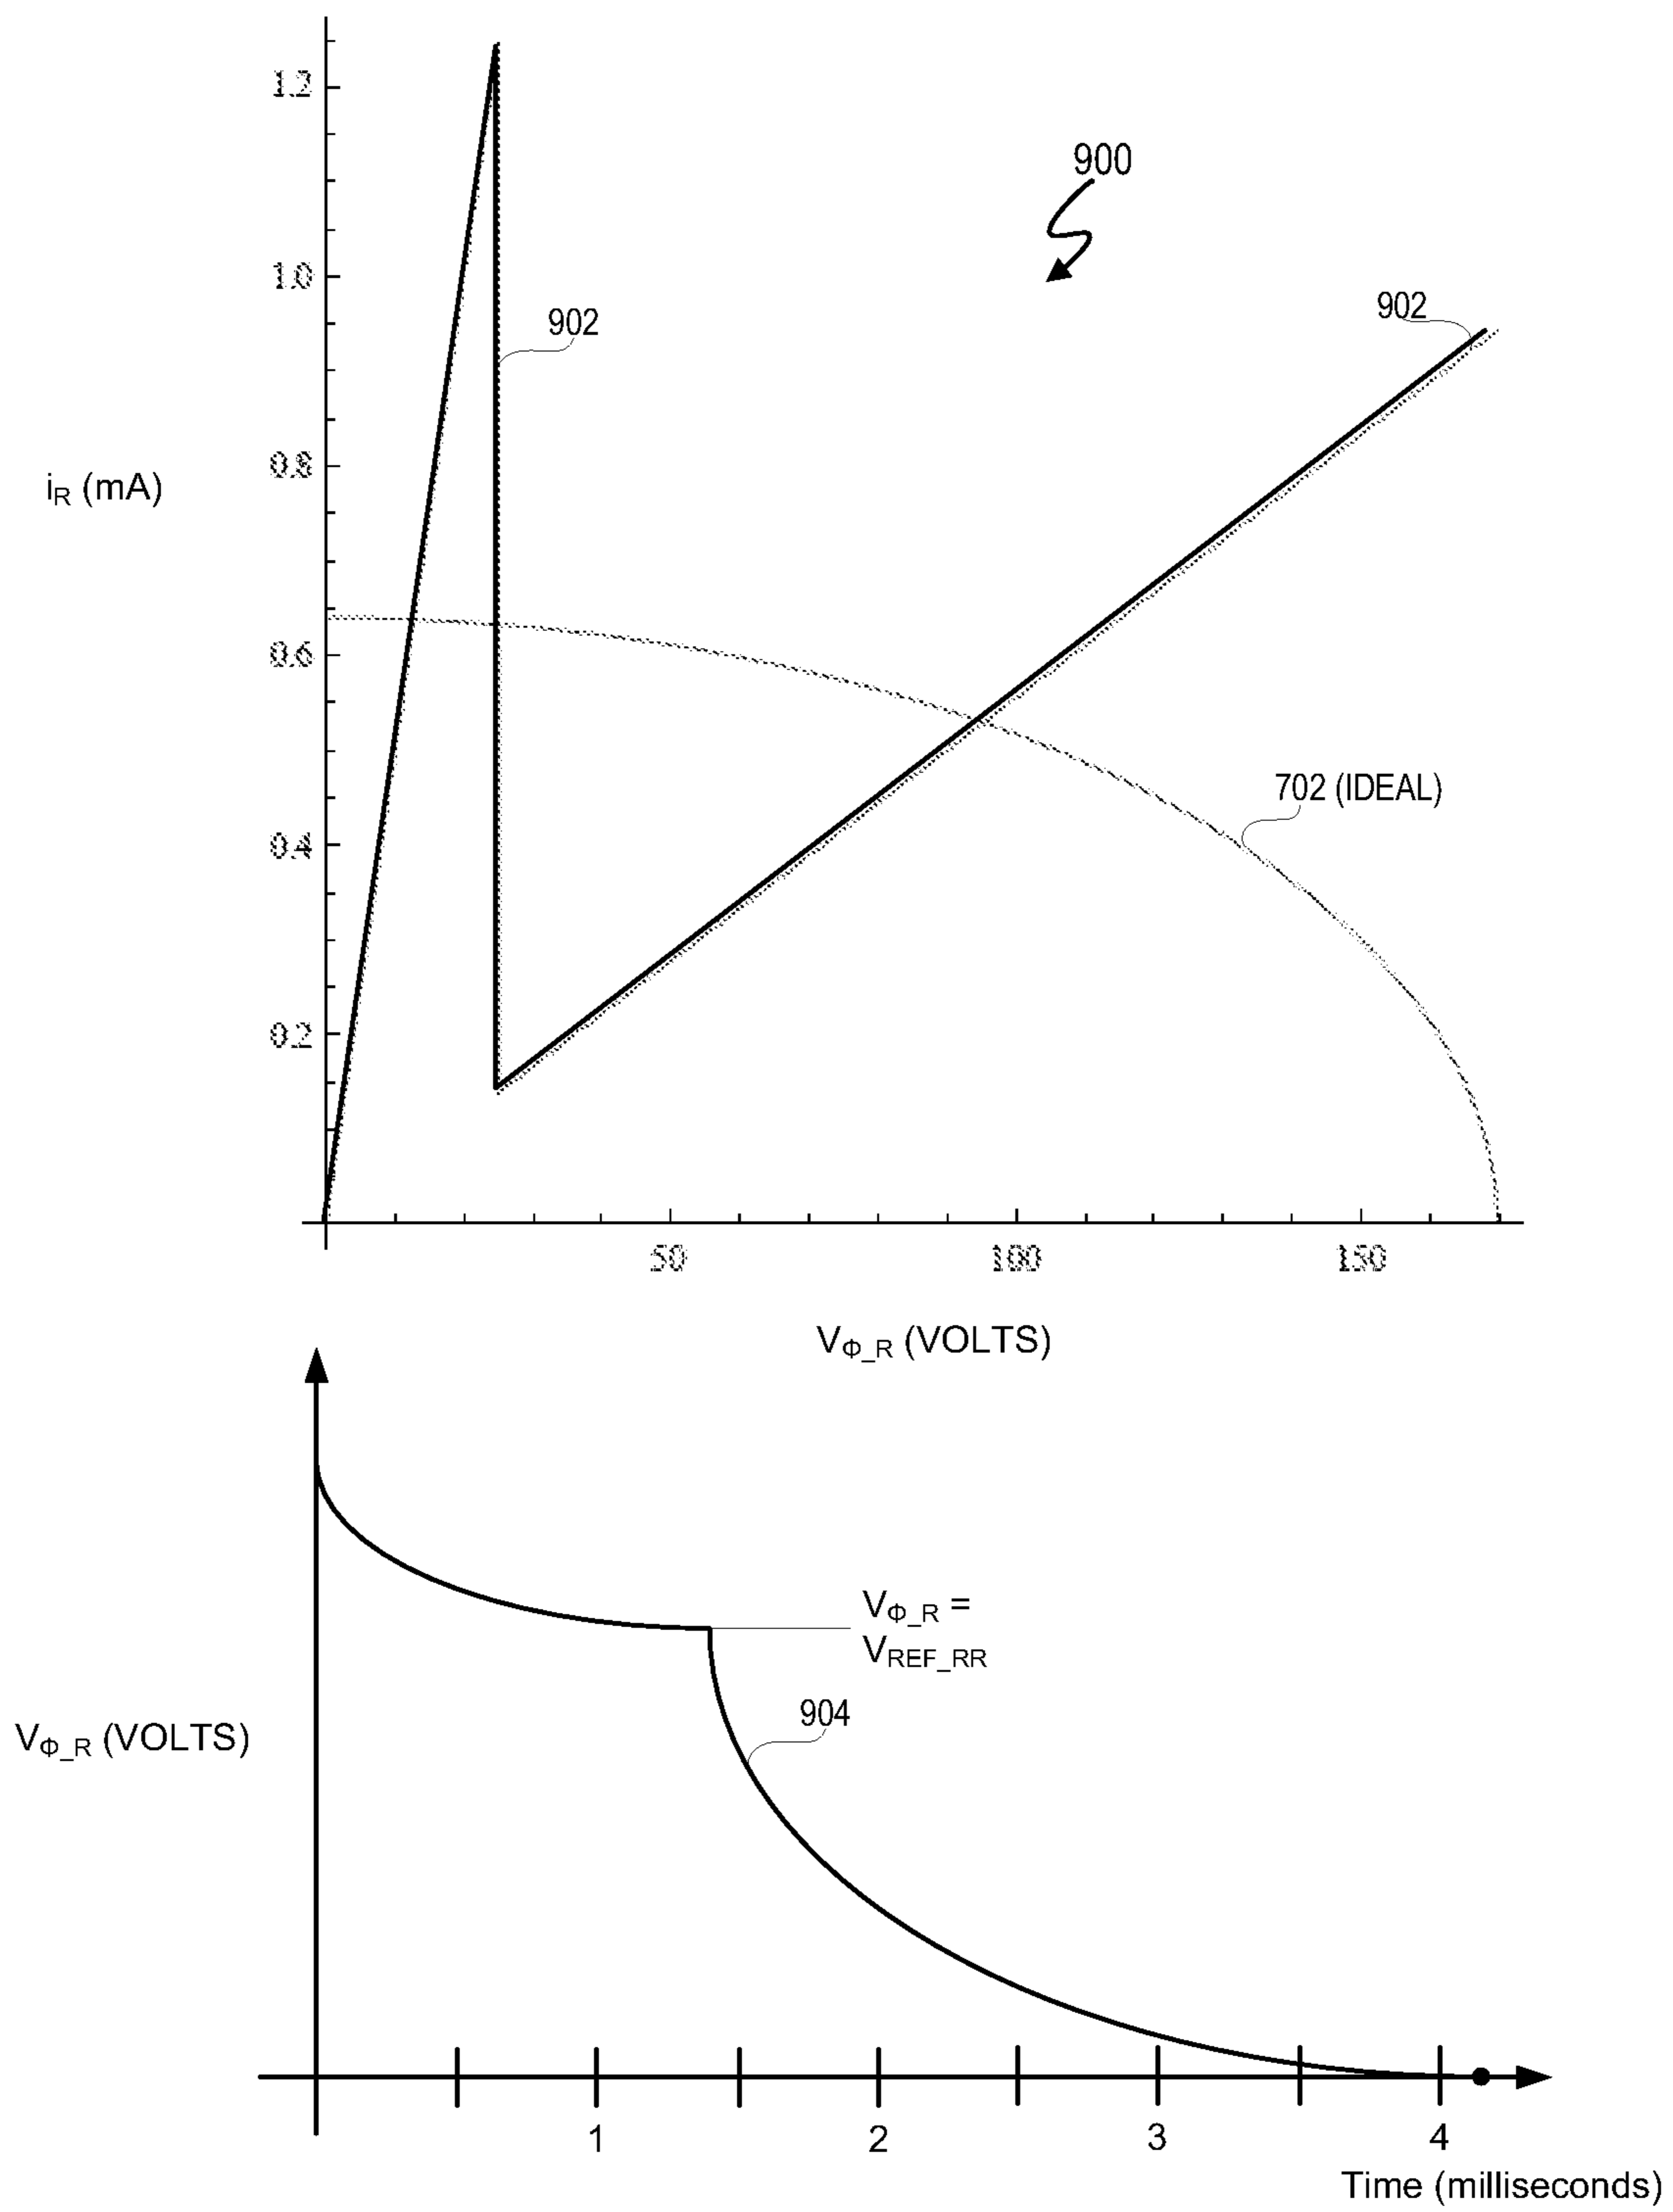 1.2
900
1.0
902
902
0.8
iR (mA)
0.6
702 (IDEAL)
0.4
0.2
50
100
150
VΦ_R (VOLTS)
VΦ_R =
VREF_RR
904
VΦ_R (VOLTS)
1
2
3
4
Time (milliseconds)